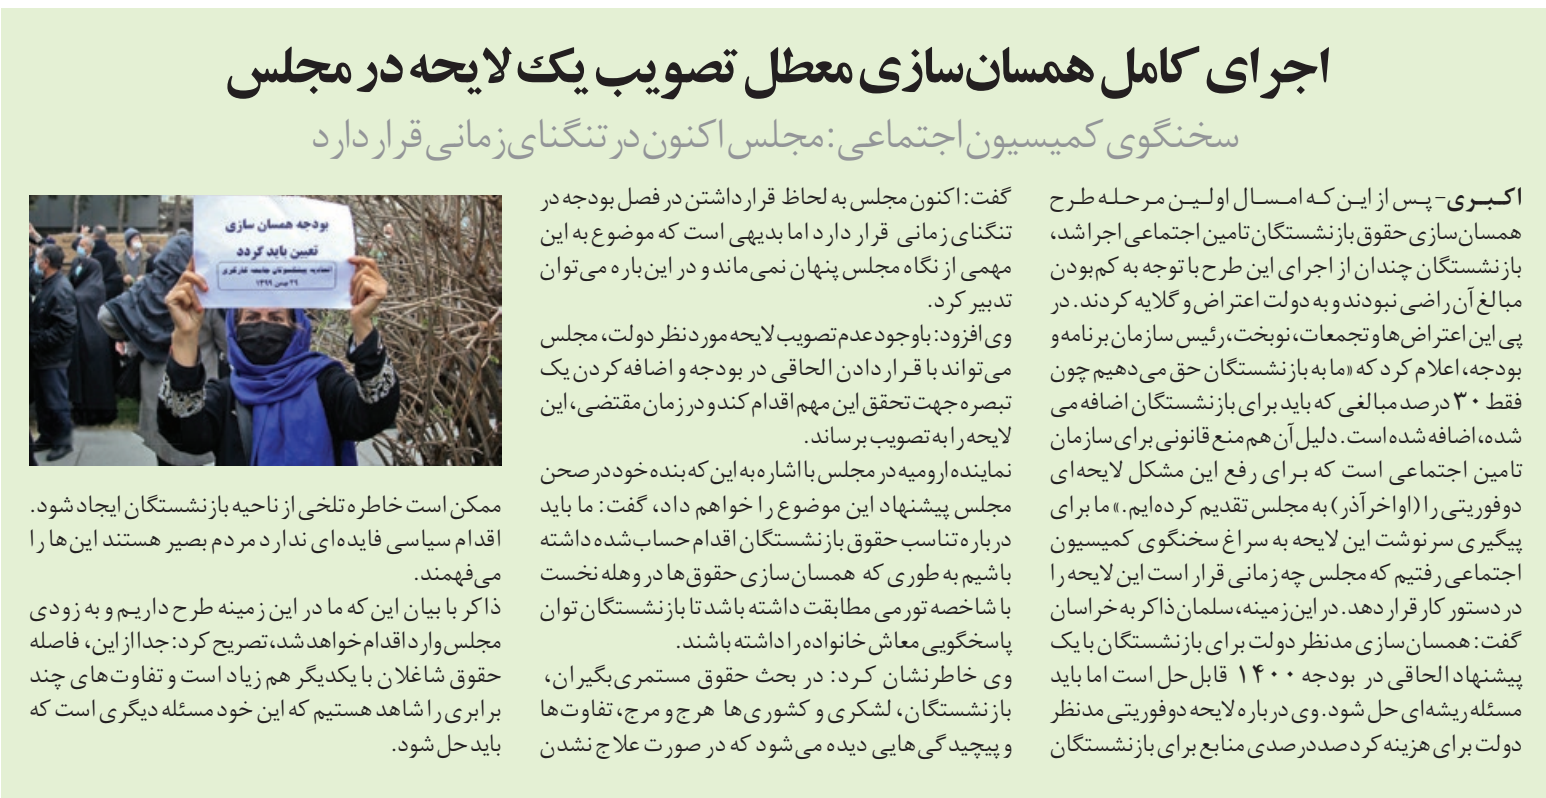 اجرای کامل همسان‌سازی معطل تصویب یک لایحه در مجلس
سخنگوی کمیسیون اجتماعی: مجلس اکنون در تنگنای زمانی قرار دارد
اکبری- پس از این که امسال اولین مرحله طرح
همسان‌سازی حقوق بازنشستگان تامین اجتماعی اجرا شد،
بازنشستگان چندان از اجرای این طرح با توجه به کم‌بودن
مبالغ آن راضی نبودند و به دولت اعتراض و گلایه کردند. در
پی این اعتراض‌ها و تجمعات، نوبخت، رئیس سازمان برنامه و
بودجه، اعلام کرد که «ما به بازنشستگان حق می‌دهیم چون
فقط ۳۰ درصد مبالغی که باید برای بازنشستگان اضافه می
شده، اضافه شده است. دلیل آن هم منع قانونی برای سازمان
تامین اجتماعی است که برای رفع این مشکل لایحه‌ای
دوفوریتی را (اواخر آذر) به مجلس تقدیم کرده‌ایم.» ما برای
پیگیری سرنوشت این لایحه به سراغ سخنگوی کمیسیون
اجتماعی رفتیم که مجلس چه زمانی قرار است این لایحه را
در دستور کار قرار دهد. در این زمینه، سلمان ذاکر به خراسان
گفت: همسان‌سازی مدنظر دولت برای بازنشستگان با یک
پیشنهاد الحاقی در بودجه ۱۴۰۰ قابل حل است اما باید
مسئله ریشه‌ای حل شود. وی درباره لایحه دوفوریتی مدنظر
دولت برای هزینه کرد صددرصدی منابع برای بازنشستگان
گفت: اکنون مجلس به لحاظ قرار داشتن در فصل بودجه در
تنگنای زمانی قرار دارد اما بدیهی است که موضوع به این
مهمی از نگاه مجلس پنهان نمی‌ماند و در این باره می‌توان
تدبیر کرد.
وی افزود: با وجود عدم تصویب لایحه مورد نظر دولت، مجلس
می‌تواند با قرار دادن الحاقی در بودجه و اضافه کردن یک
تبصره جهت تحقق این مهم اقدام کند و در زمان مقتضی، این
لایحه را به تصویب برساند.
نماینده ارومیه در مجلس با اشاره به این که بنده خود در صحن
مجلس پیشنهاد این موضوع را خواهم داد، گفت: ما باید
درباره تناسب حقوق بازنشستگان اقدام حساب‌شده داشته
باشیم به طوری که همسان‌سازی حقوق‌ها در وهله نخست
با شاخصه تورمی مطابقت داشته باشد تا بازنشستگان توان
پاسخگویی معاش خانواده را داشته باشند.
وی خاطرنشان کرد: در بحث حقوق مستمری‌بگیران،
بازنشستگان، لشکری و کشوری‌ها هرج و مرج، تفاوت‌ها
و پیچیدگی‌هایی دیده می‌شود که در صورت علاج نشدن
بودجه همسان سازی
تعیین باید گردد
اتحادیه پیشکسوتان جامعه کارگری
۲۹ بهمن ۱۳۹۹
ممکن است خاطره تلخی از ناحیه بازنشستگان ایجاد شود.
اقدام سیاسی فایده‌ای ندارد مردم بصیر هستند این‌ها را
می‌فهمند.
ذاکر با بیان این که ما در این زمینه طرح داریم و به زودی
مجلس وارد اقدام خواهد شد، تصریح کرد: جدا از این، فاصله
حقوق شاغلان با یکدیگر هم زیاد است و تفاوت‌های چند
برابری را شاهد هستیم که این خود مسئله دیگری است که
باید حل شود.